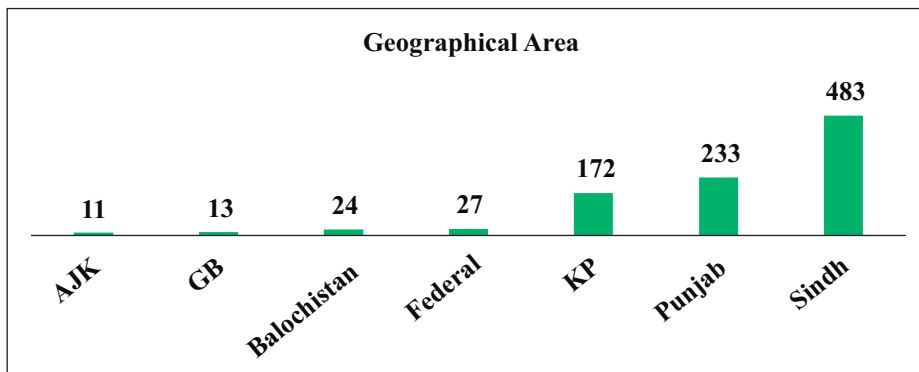 Geographical Area
483
233
172
27
24
13
11
AJK
GB
Balochistan
Federal
KP
Punjab
Sindh